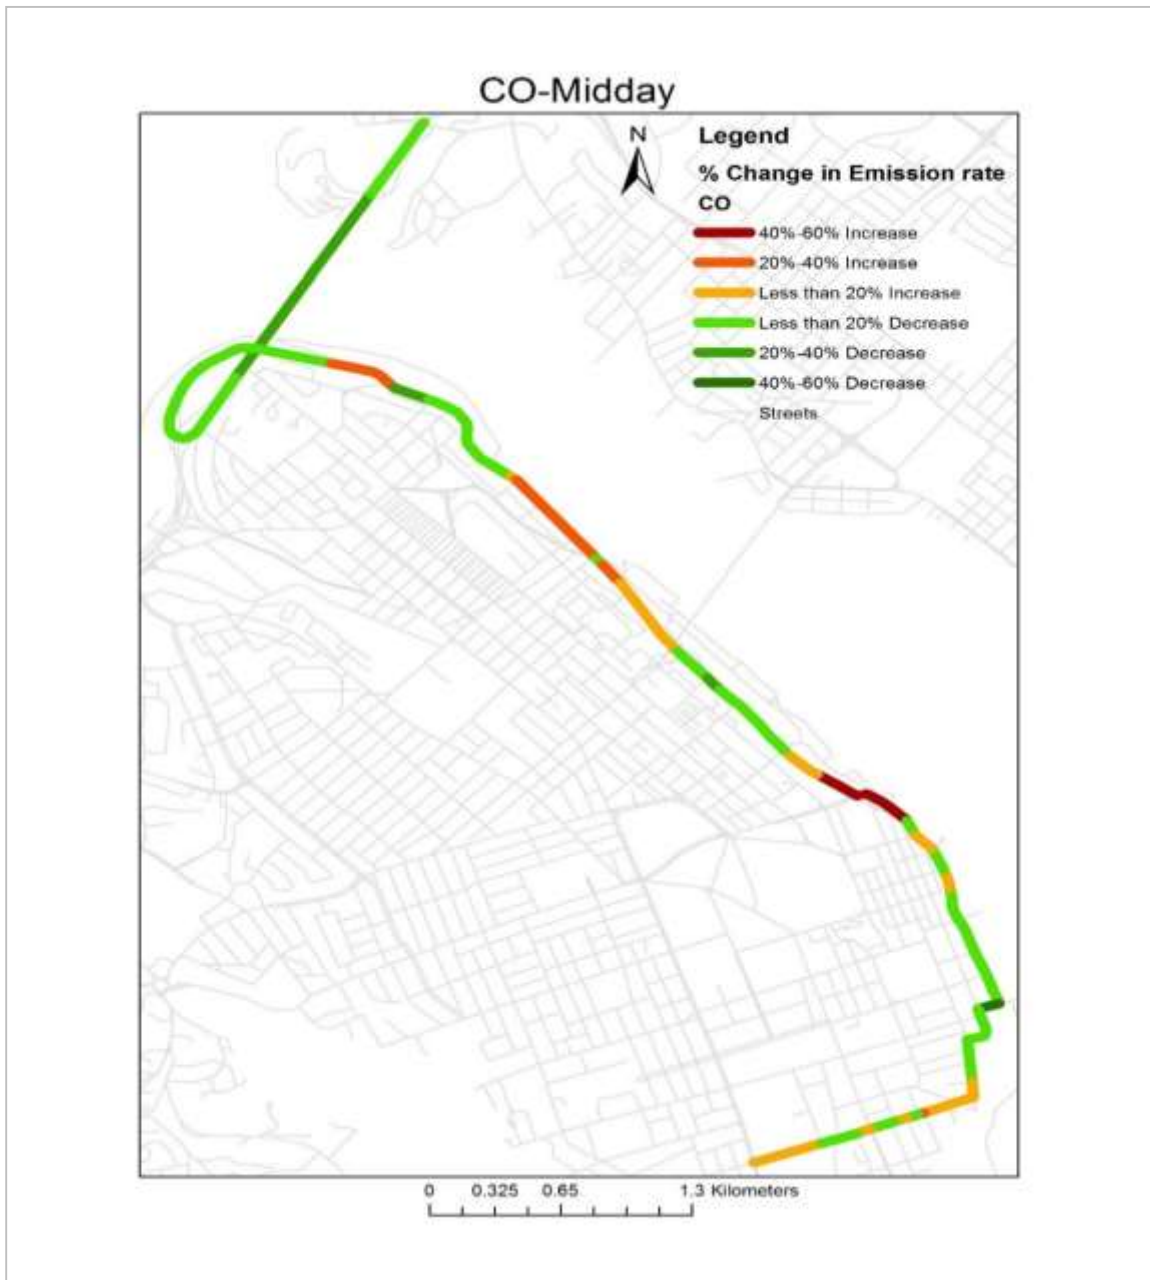 CO-Midday
N
Legend
% Change in Emission rate
CO
40%-60% Increase
20%-40% Increase
Less than 20% Increase
Less than 20% Decrease
20%-40% Decrease
40%-60% Decrease
Streets
0 0.325 0.65 1.3 Kilometers